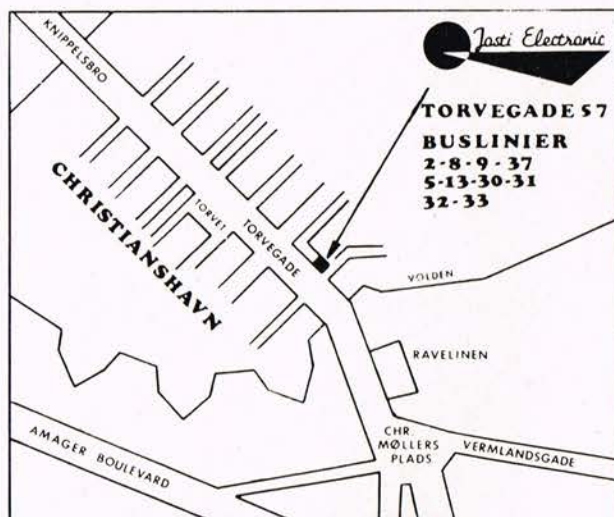 Josti Electronic
TORVEGADE 57
BUSLINIER
2-8-9-37
5-13-30-31
32-33
KNIPPELSBRO
CHRISTIANSHAVN
TORVET
TORVEGADE
VOLDEN
RAVELINEN
CHR.
MØLLERS
PLADS
VERMLANDSGADE
AMAGER BOULEVARD